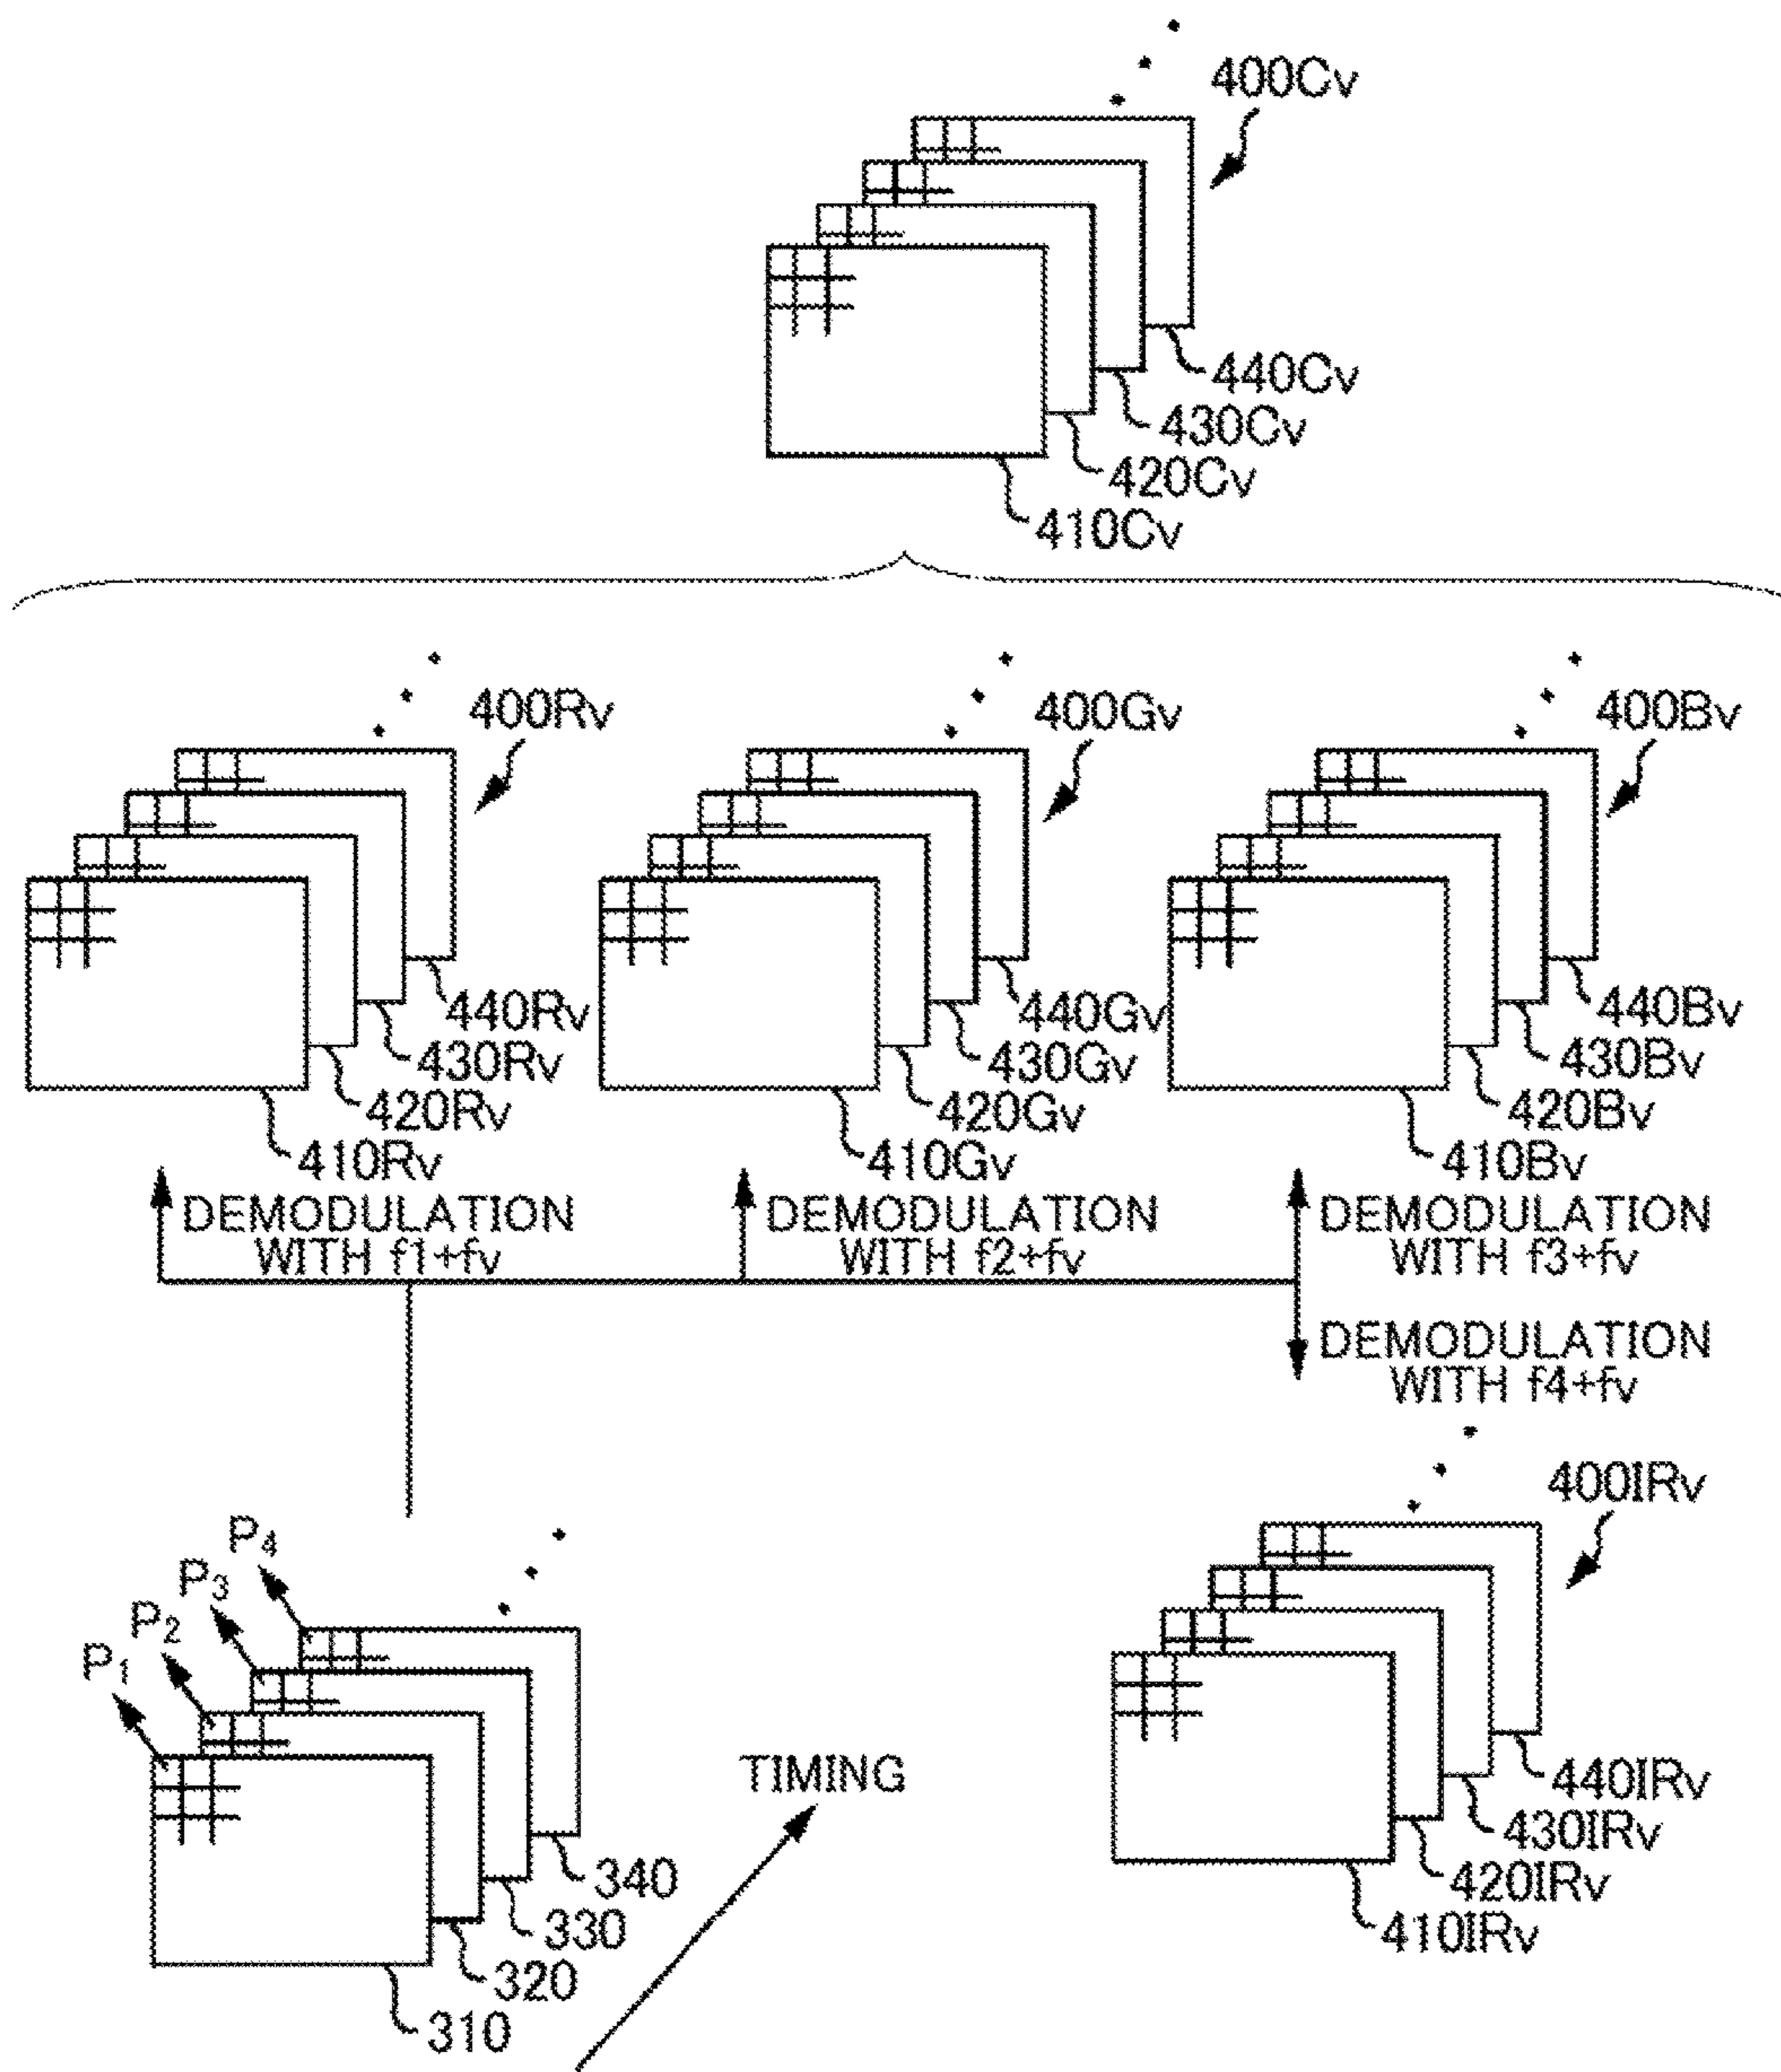 400Cv
440Cv
430Cv
420Cv
410Cv
400Rv
400Gv
400Bv
440Rv
430Rv
420Rv
410Rv
440Gv
430Gv
420Gv
410Gv
440Bv
430Bv
420Bv
410Bv
DEMODULATION
WITH f1+fv
DEMODULATION
WITH f2+fv
DEMODULATION
WITH f3+fv
DEMODULATION
WITH f4+fv
400IRv
P4
P3
P2
P1
TIMING
340
330
320
310
440IRv
430IRv
420IRv
410IRv